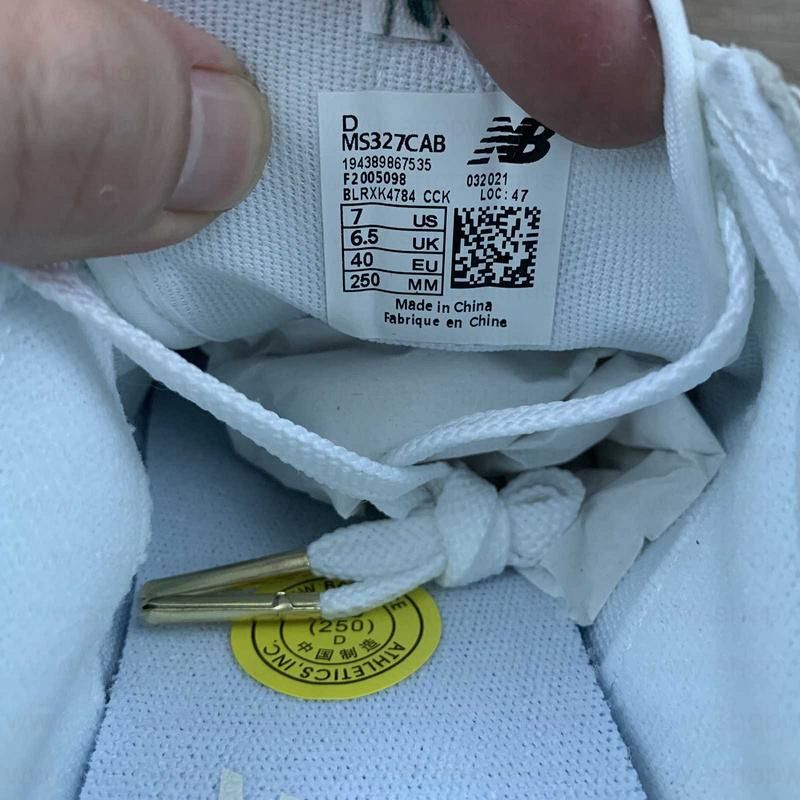 D
MS327CAB
NB
194389867535
F2005098 032021
BLRXK4784 CCK LOC:47
7 US
6.5 UK
40 EU
250 MM
Made in China
Fabrique en Chine
(250)
D
中国制造
ATHLETICS, INC.